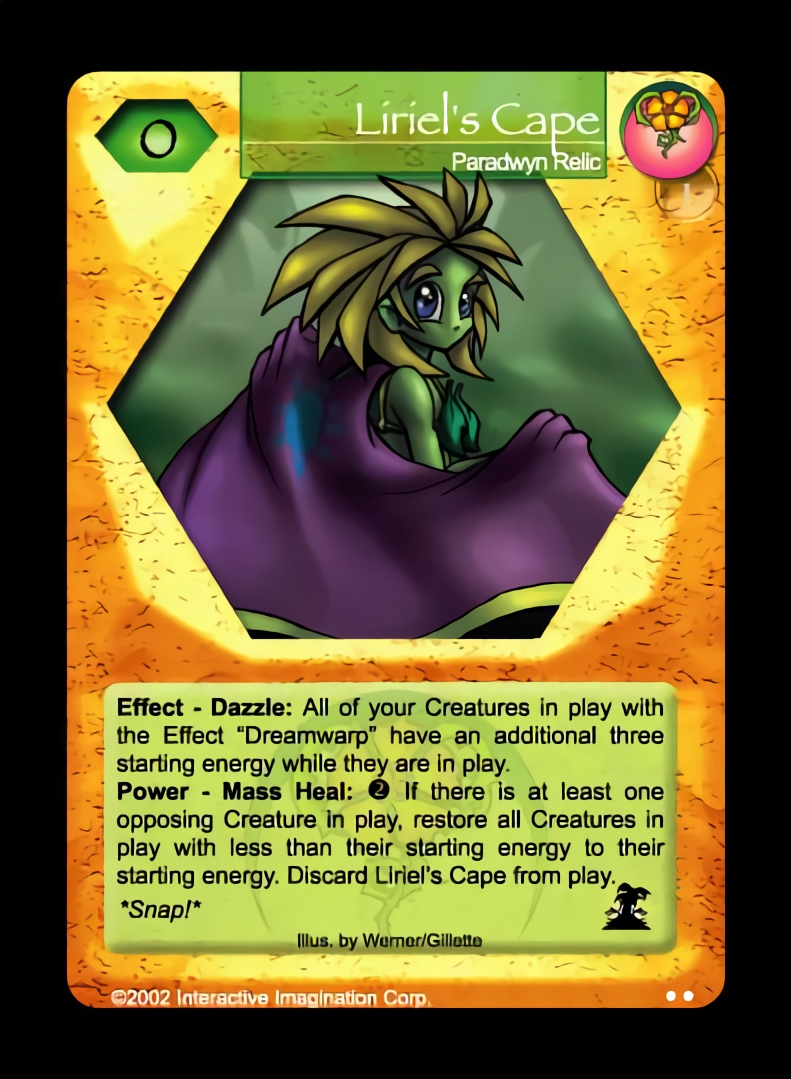 0
Liriel's Cape
Paradwyn Relic
Effect - Dazzle: All of your Creatures in play with
the Effect "Dreamwarp" have an additional three
starting energy while they are in play.
Power - Mass Heal: ❷ If there is at least one
opposing Creature in play, restore all Creatures in
play with less than their starting energy to their
starting energy. Discard Liriel's Cape from play.
*Snap!*
Illus. by Werner/Gillette
©2002 Interactive Imagination Corp.